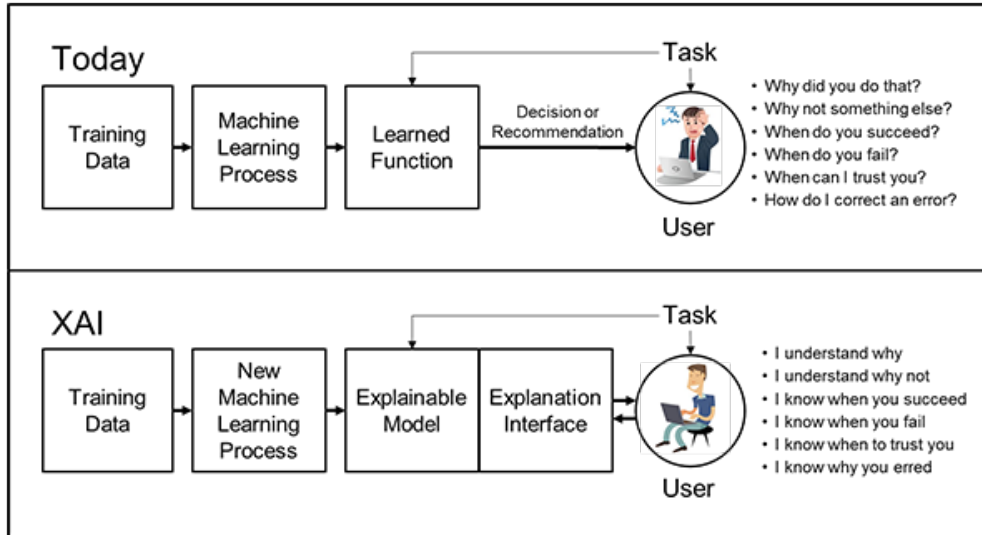 Today
Task
Training
Data
Machine
Learning
Process
Learned
Function
Decision or
Recommendation
User
• Why did you do that?
• Why not something else?
• When do you succeed?
• When do you fail?
• When can I trust you?
• How do I correct an error?
XAI
Task
Training
Data
New
Machine
Learning
Process
Explainable
Model
Explanation
Interface
User
• I understand why
• I understand why not
• I know when you succeed
• I know when you fail
• I know when to trust you
• I know why you erred